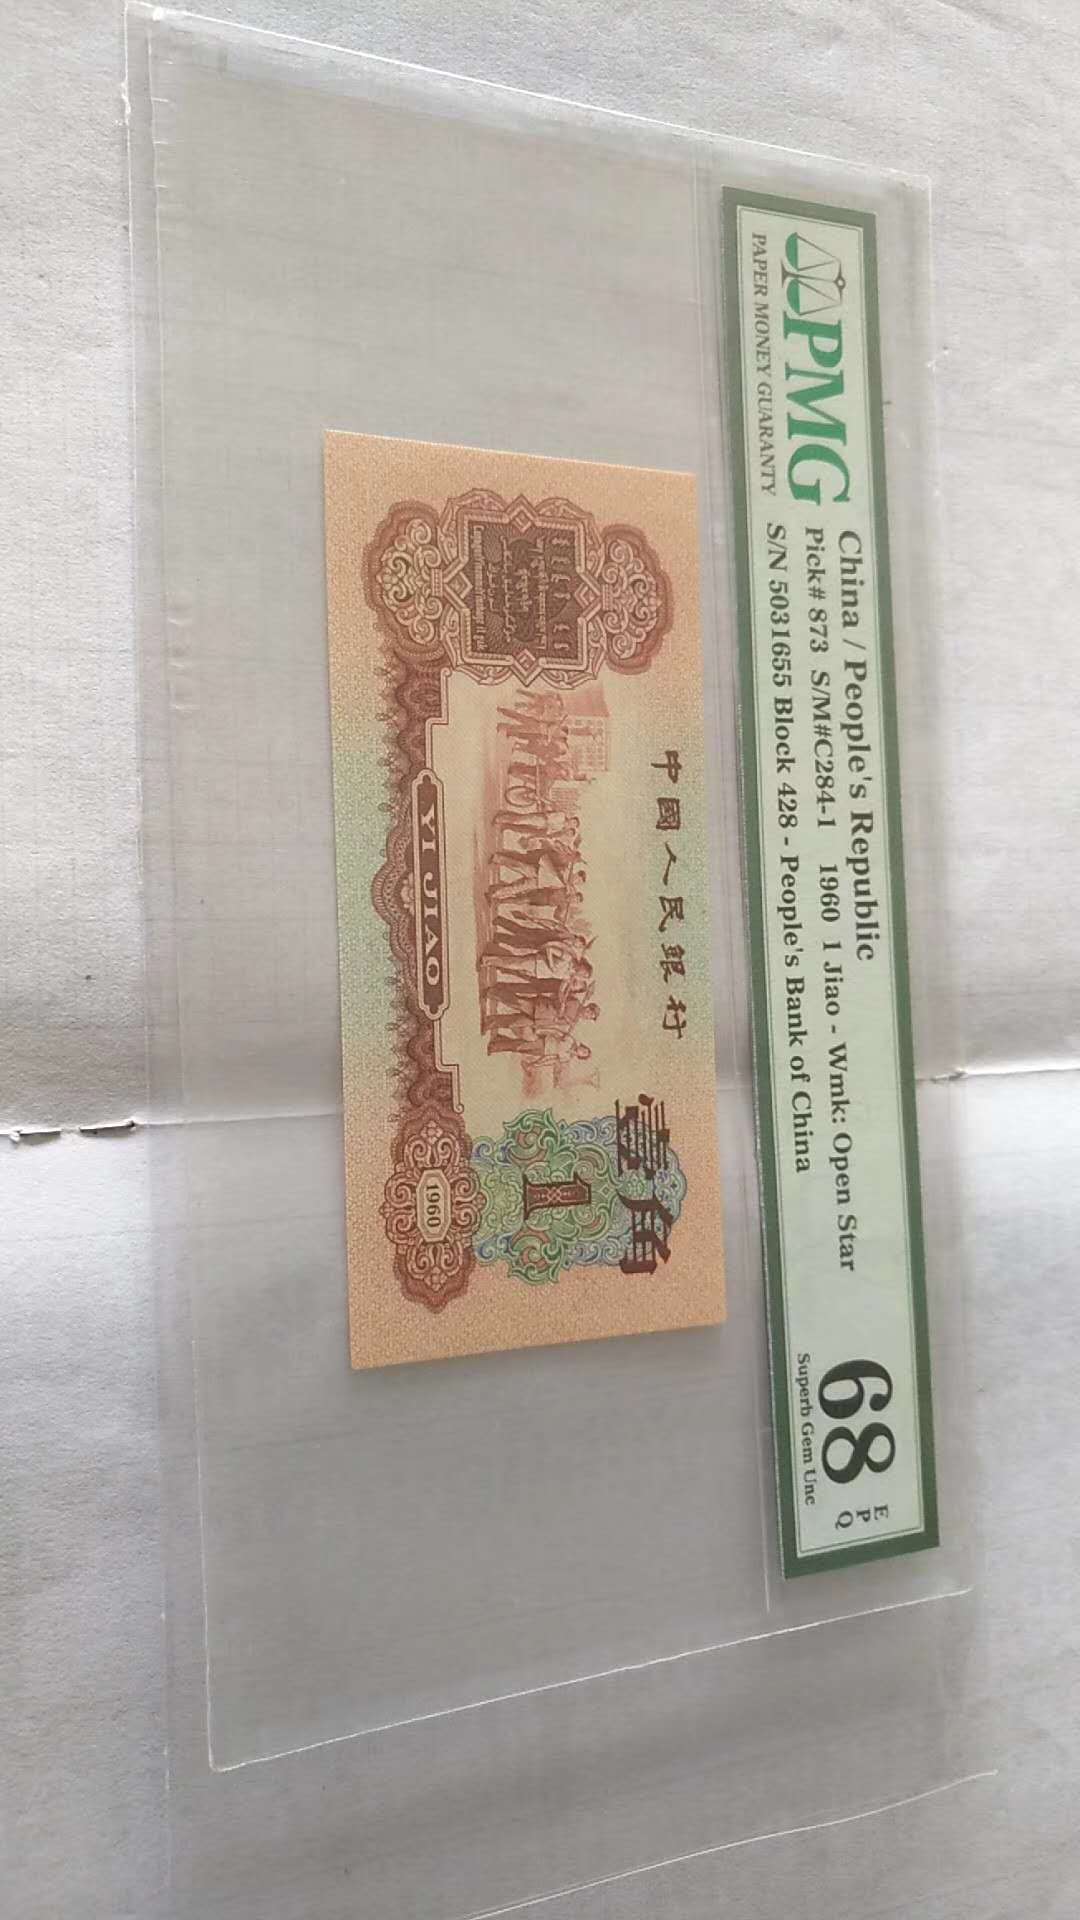 PMG
PAPER MONEY GUARANTY
China / People's Republic
Pick# 873 S/M#C284-1 1960 1 Jiao - Wmk: Open Star
S/N 5031655 Block 428 - People's Bank of China
68
EPQ
Superb Gem Unc
中國人民銀行
壹角
1
YI JIAO
1960